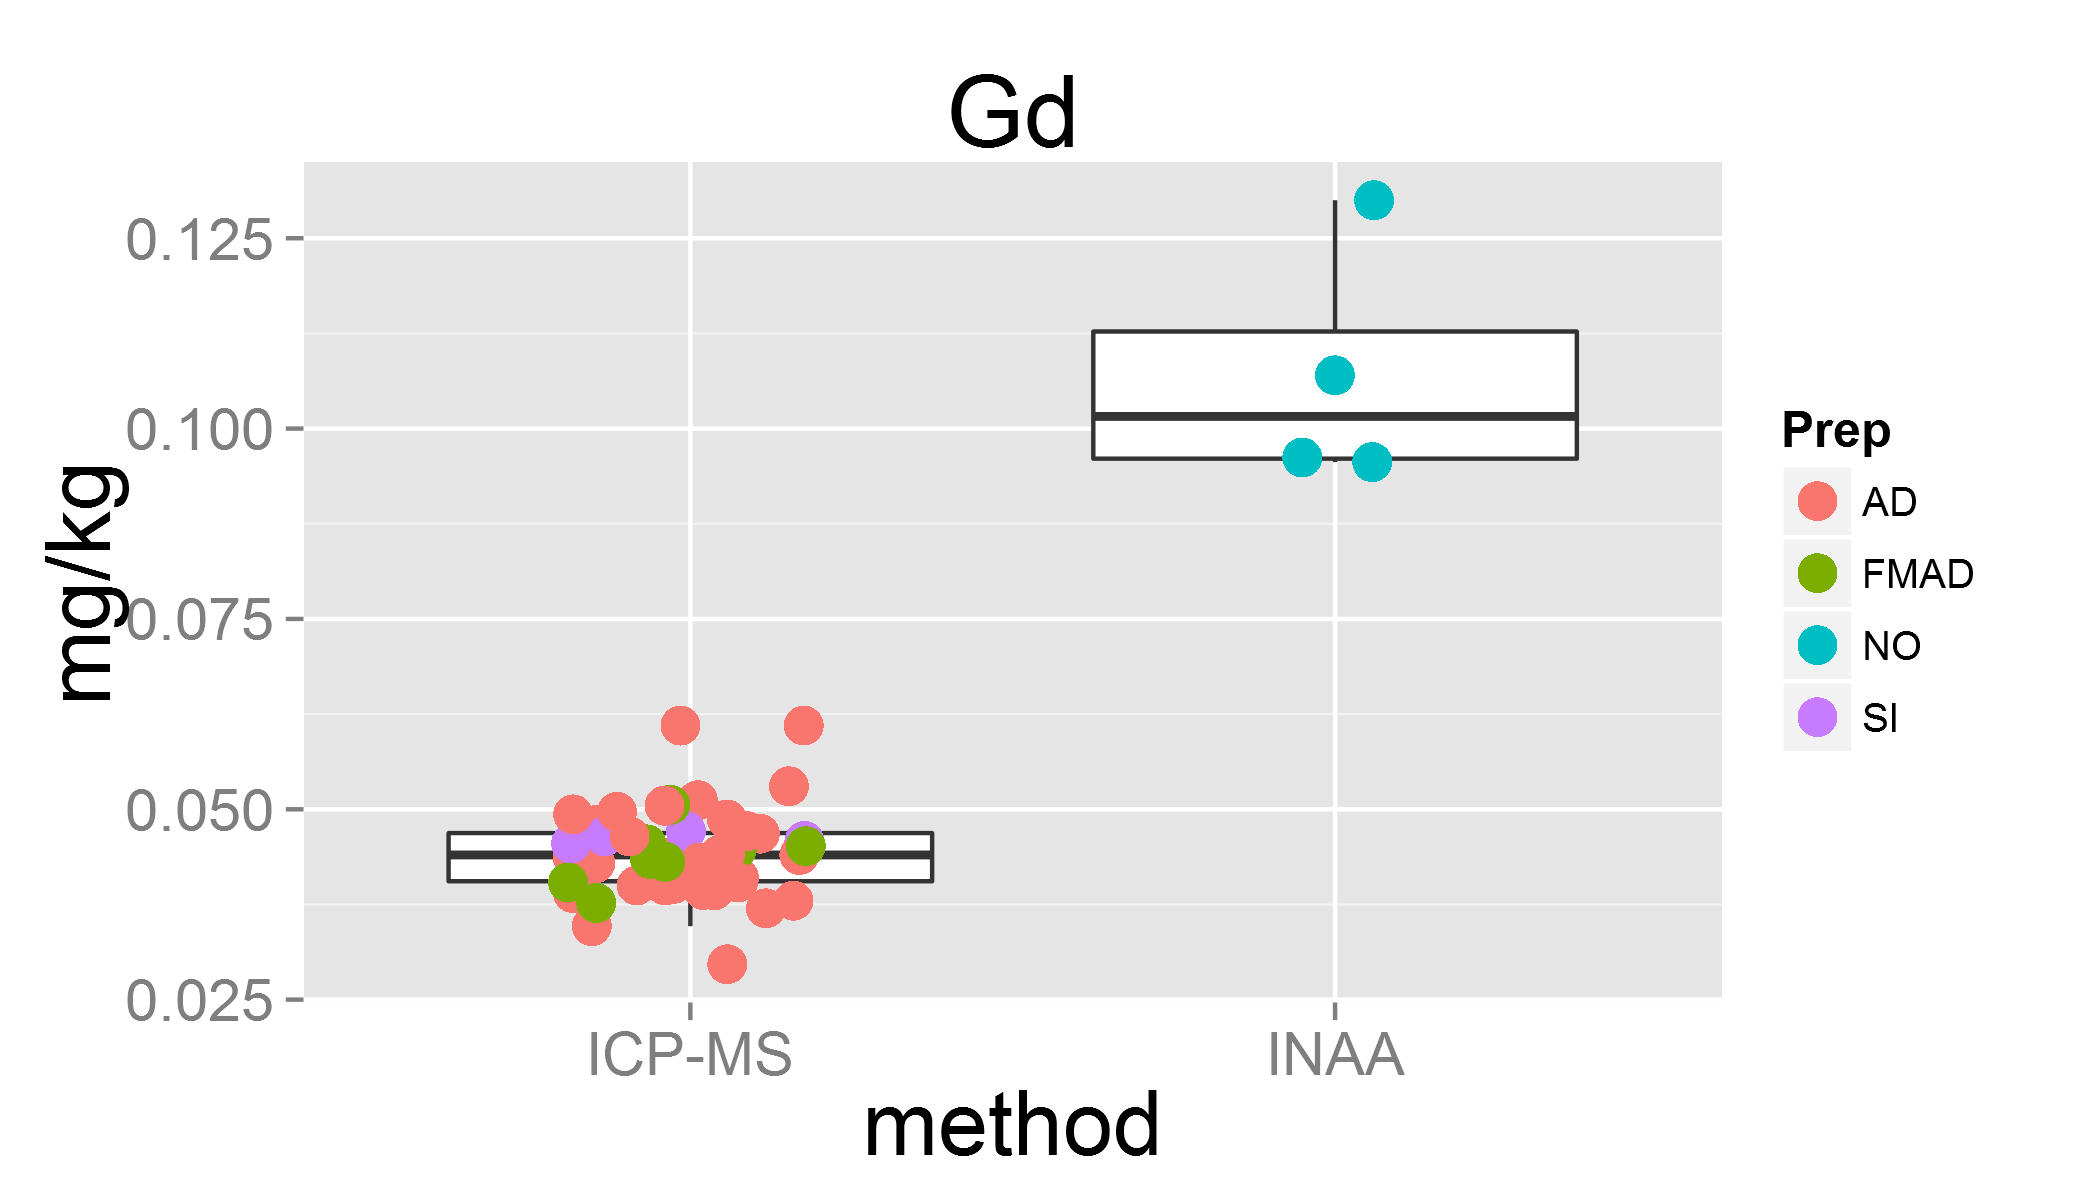 Gd
mg/kg
0.125
0.100
0.075
0.050
0.025
ICP-MS
INAA
method
Prep
AD
FMAD
NO
SI